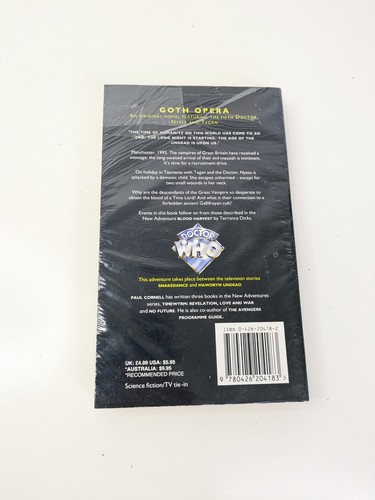 GOTH OPERA
AN ORIGINAL NOVEL FEATURING THE FIFTH DOCTOR,
NYSSA AND TEGAN
"THE TIME OF HUMANITY ON THIS WORLD HAS COME TO AN
END. THE LONG NIGHT IS STARTING. THE AGE OF THE
UNDEAD IS UPON US."
Manchester, 1993. The vampires of Great Britain have received a
message: the long-awaited arrival of their evil messiah is imminent.
It's time for a recruitment drive.
On holiday in Tasmania with Tegan and the Doctor, Nyssa is
attacked by a demonic child. She escapes unharmed – except for
two small wounds in her neck.
Why are the descendants of the Great Vampire so desperate to
obtain the blood of a Time Lord? And what is their connection to a
forbidden ancient Gallifreyan cult?
Events in this book follow on from those described in the
New Adventure BLOOD HARVEST by Terrance Dicks.
DOCTOR
WHO
This adventure takes place between the television stories
SNAKEDANCE and MAWDRYN UNDEAD
PAUL CORNELL has written three books in the New Adventures
series, TIMEWYRM: REVELATION, LOVE AND WAR
and NO FUTURE. He is also co-author of THE AVENGERS
PROGRAMME GUIDE.
UK: £4.99 USA: $5.95
*AUSTRALIA: $9.95
*RECOMMENDED PRICE
Science fiction/TV tie-in
ISBN 0-426-20418-2
9 780426 204183 >